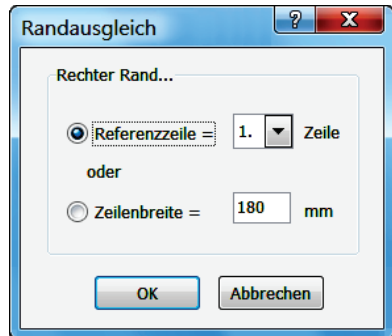 Randausgleich ? X
Rechter Rand...
Referenzzeile = 1. Zeile
oder
Zeilenbreite = 180 mm
OK Abbrechen